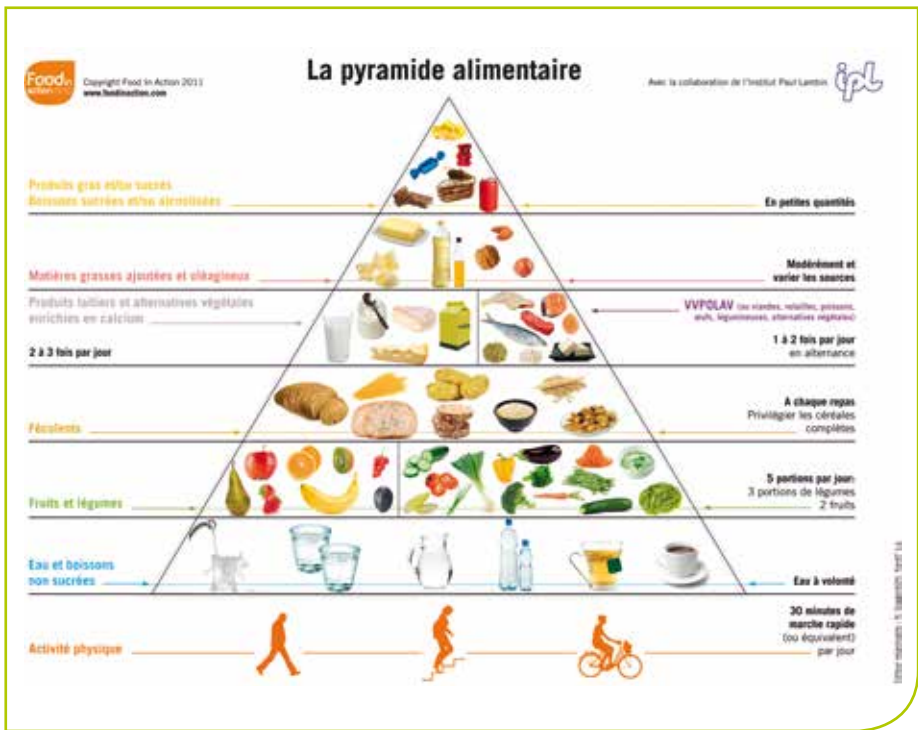 Food in
action
Copyright Food In Action 2011
www.foodinaction.com
La pyramide alimentaire
Avec la collaboration de l'Institut Paul Lambin
ipl
Produits gras et/ou sucrés
Boissons sucrées et/ou alcoolisées
En petites quantités
Matières grasses ajoutées et oléagineux
Modérément et
varier les sources
Produits laitiers et alternatives végétales
enrichies en calcium
2 à 3 fois par jour
VVPOLAV (ou viandes, volailles, poissons,
œufs, légumineuses, alternatives végétales)
1 à 2 fois par jour
en alternance
Féculents
A chaque repas
Privilégier les céréales
complètes
Fruits et légumes
5 portions par jour:
3 portions de légumes
2 fruits
Eau et boissons
non sucrées
Eau à volonté
Activité physique
30 minutes de
marche rapide
(ou équivalent)
par jour